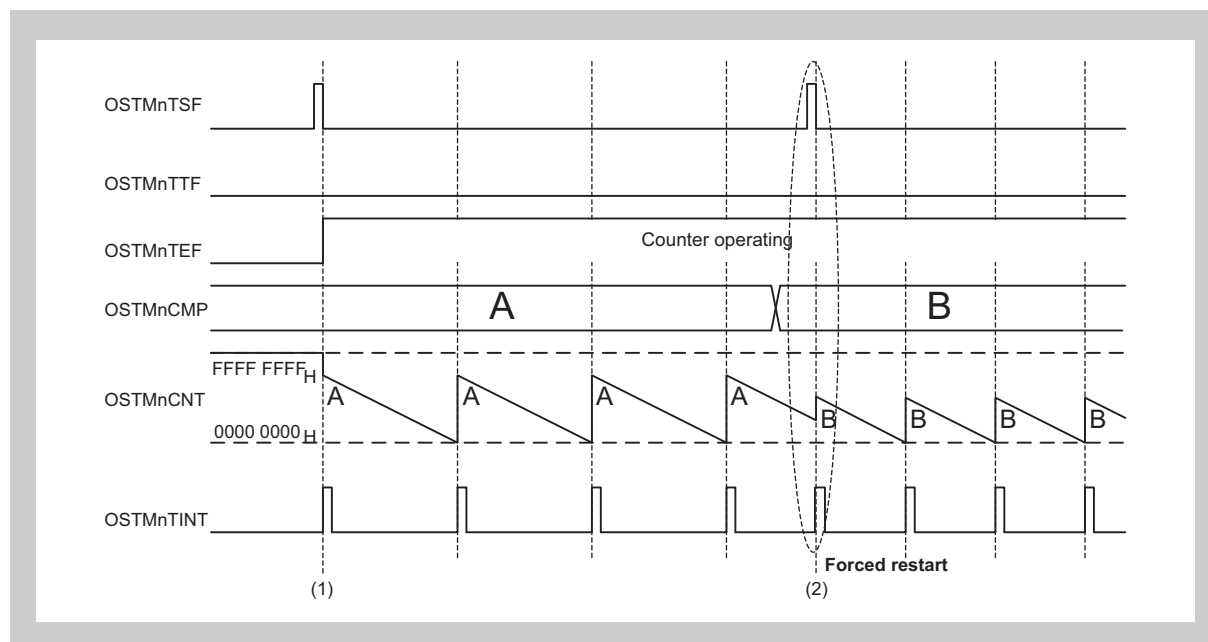 OSTMnTSF
OSTMnTTF
OSTMnTEF
Counter operating
OSTMnCMP
A
B
FFFF FFFFH
OSTMnCNT
A
A
A
A
B
B
B
B
0000 0000H
OSTMnTINT
Forced restart
(1)
(2)